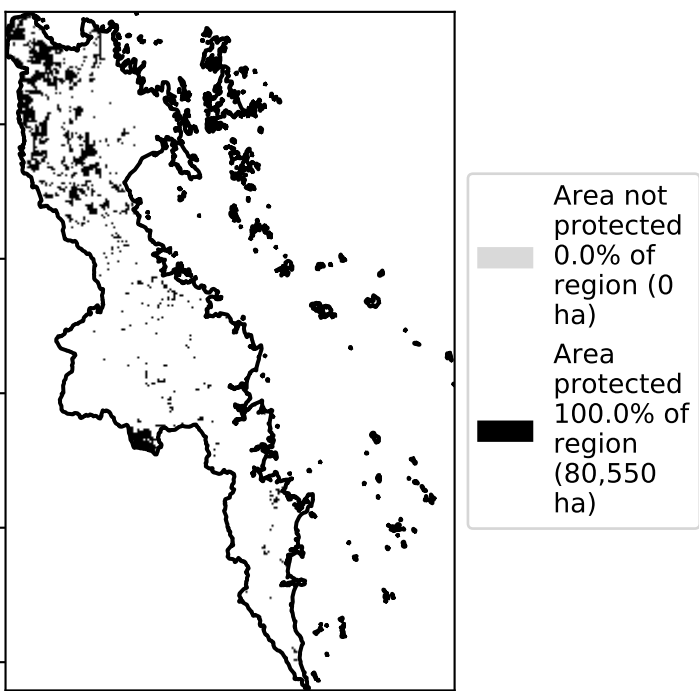 Area not
protected
0.0% of
region (0
ha)
Area
protected
100.0% of
region
(80,550
ha)